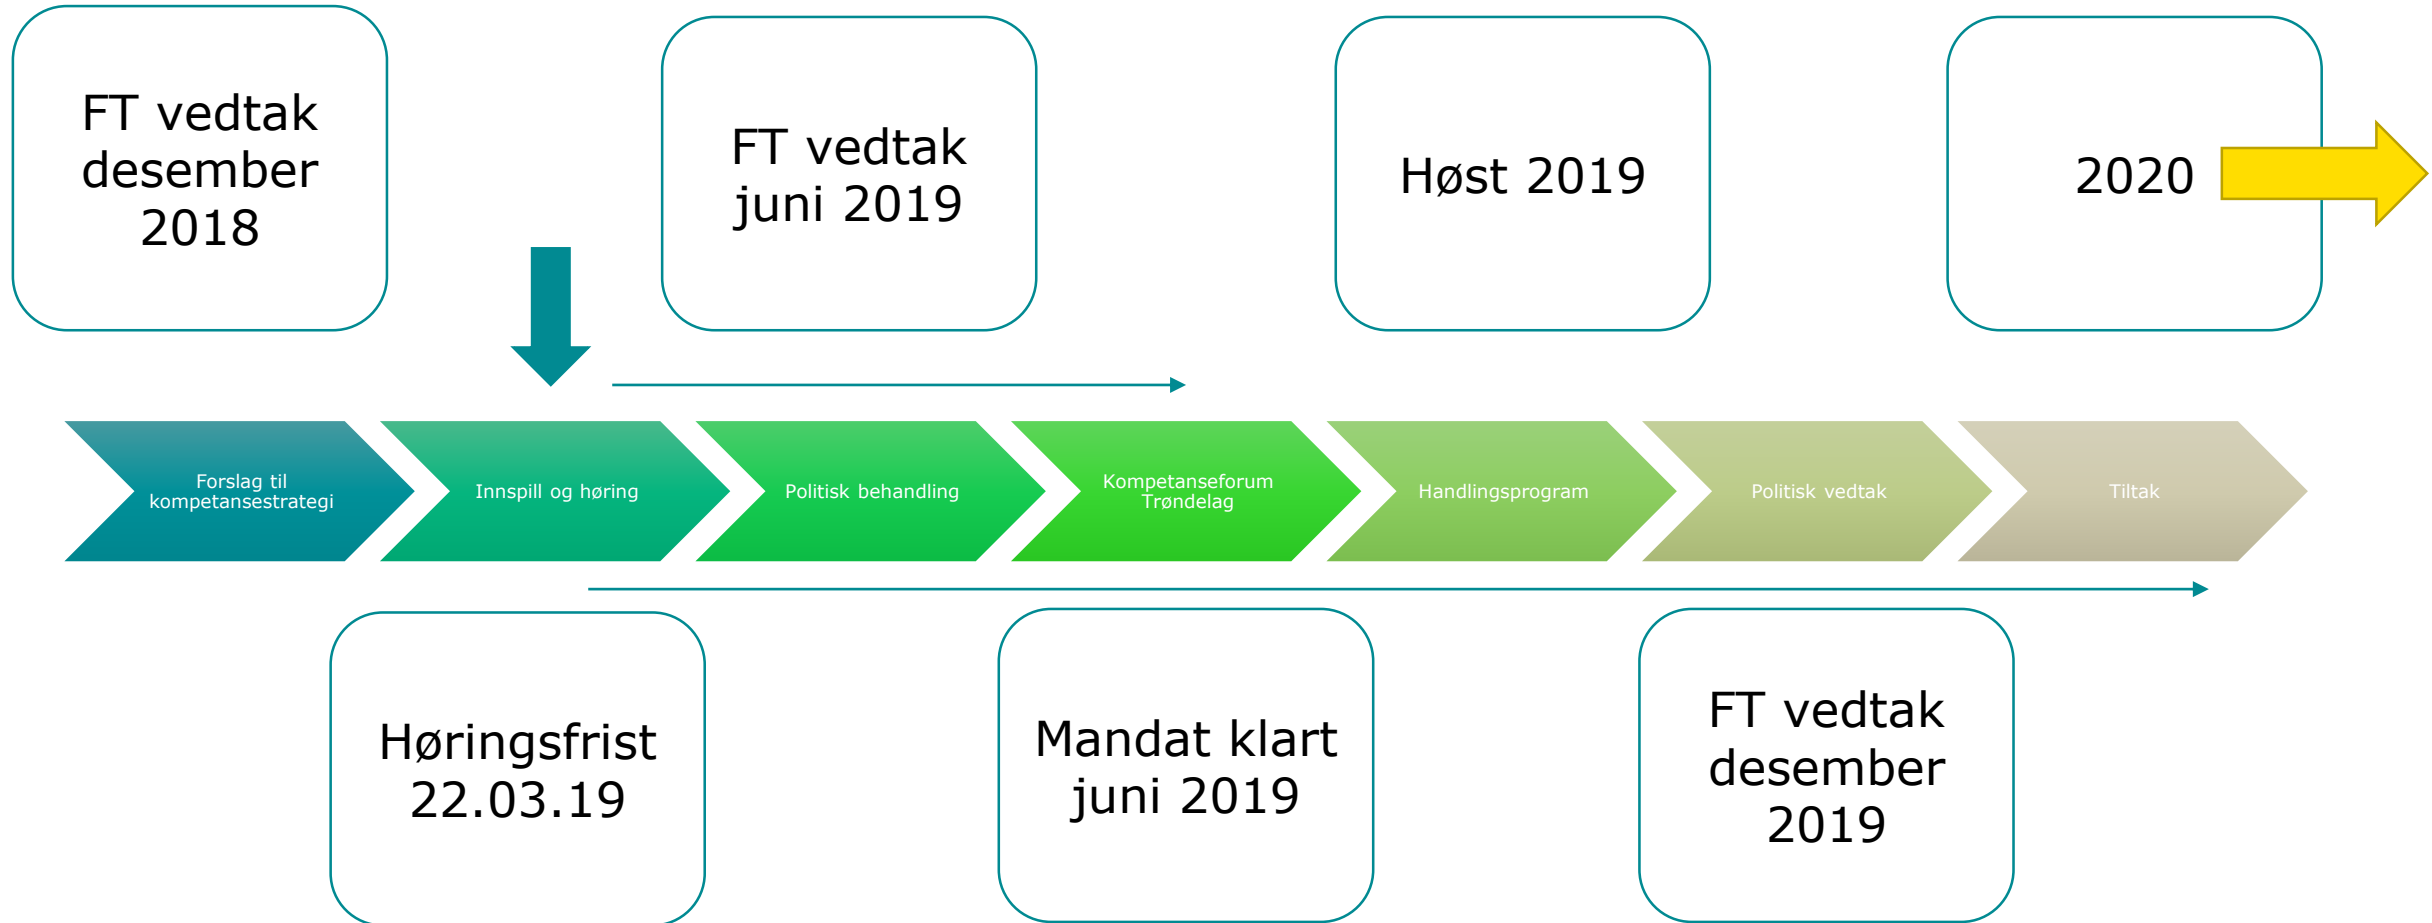 FT vedtak
desember
2018
FT vedtak
juni 2019
Høst 2019
2020
Forslag til
kompetansestrategi
Innspill og høring
Politisk behandling
Kompetanseforum
Trøndelag
Handlingsprogram
Politisk vedtak
Tiltak
Høringsfrist
22.03.19
Mandat klart
juni 2019
FT vedtak
desember
2019